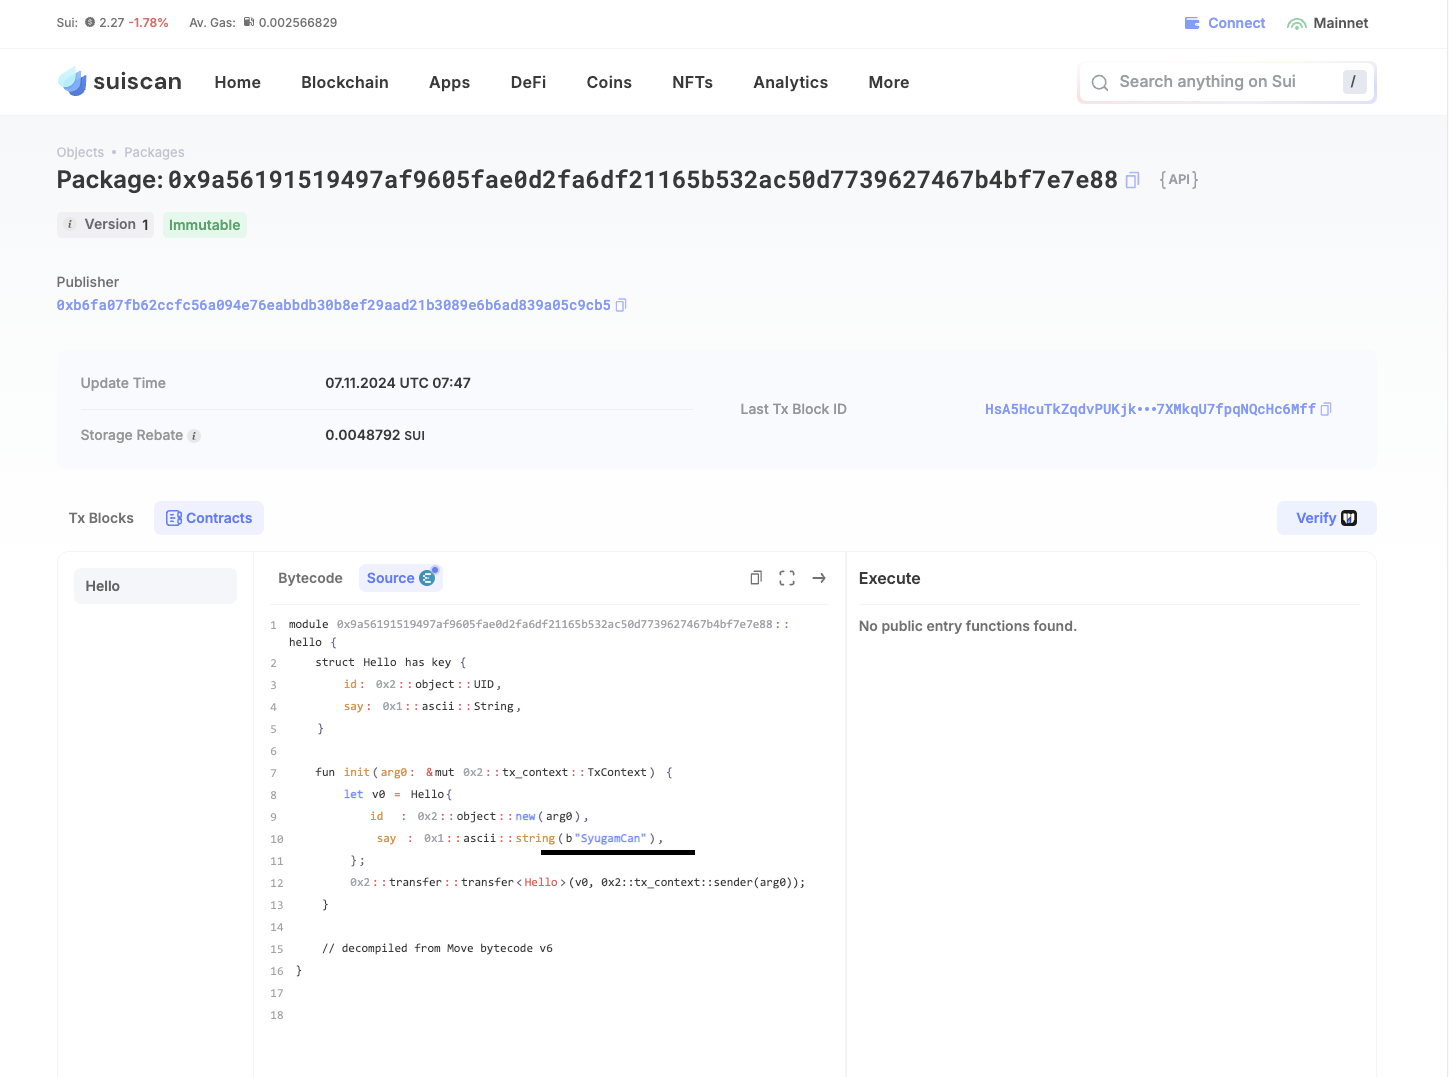 Sui: 2.27 -1.78% Av. Gas: 0.002566829
Connect Mainnet
suiscan Home Blockchain Apps DeFi Coins NFTs Analytics More Search anything on Sui /
Objects • Packages
Package: 0x9a56191519497af9605fae0d2fa6df21165b532ac50d7739627467b4bf7e7e88 {API}
i Version 1 Immutable
Publisher
0xb6fa07fb62ccfc56a094e76eabbdb30b8ef29aad21b3089e6b6ad839a05c9cb5
Update Time 07.11.2024 UTC 07:47
Last Tx Block ID HsA5HcuTkZqdvPUKjk•••7XMkqU7fpqNQcHc6Mff
Storage Rebate i 0.0048792 SUI
Tx Blocks Contracts Verify
Hello
Bytecode Source
1 module 0x9a56191519497af9605fae0d2fa6df21165b532ac50d7739627467b4bf7e7e88::
hello {
2 struct Hello has key {
3 id: 0x2::object::UID,
4 say: 0x1::ascii::String,
5 }
6
7 fun init(arg0: &mut 0x2::tx_context::TxContext) {
8 let v0 = Hello{
9 id : 0x2::object::new(arg0),
10 say : 0x1::ascii::string(b"SyugamCan"),
11 };
12 0x2::transfer::transfer<Hello>(v0, 0x2::tx_context::sender(arg0));
13 }
14
15 // decompiled from Move bytecode v6
16 }
17
18
Execute
No public entry functions found.